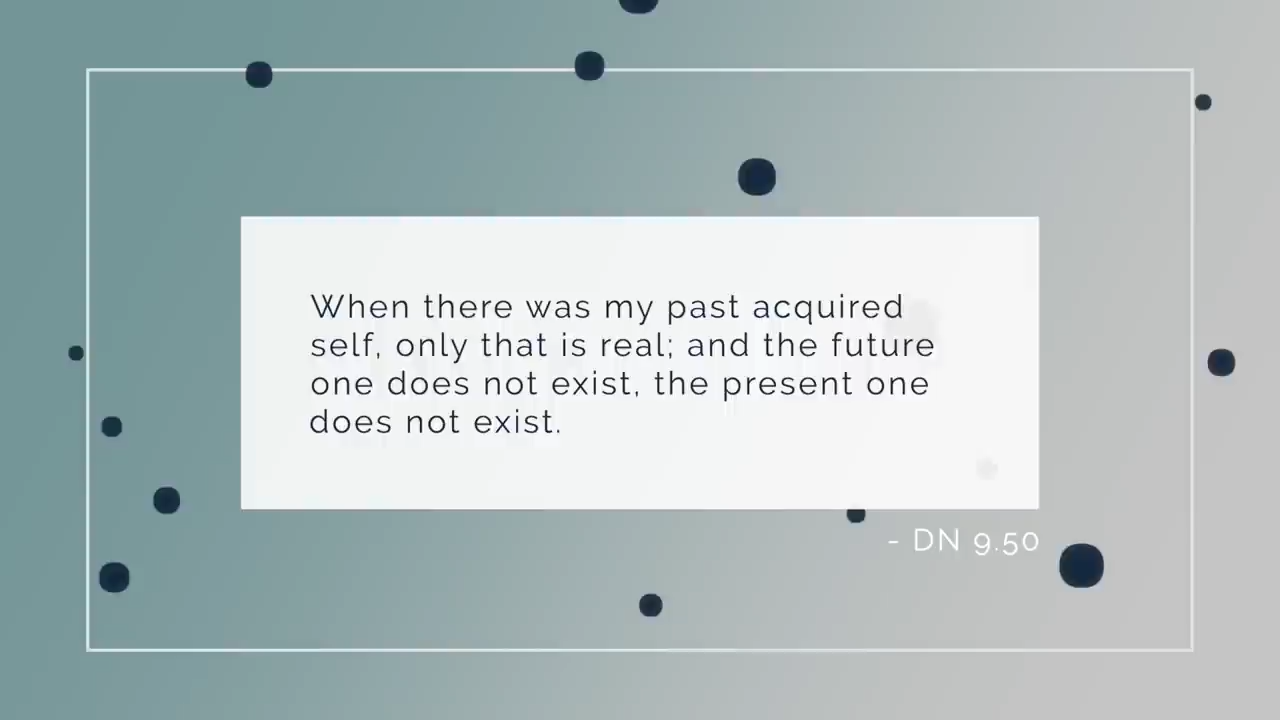 When there was my past acquired
self, only that is real; and the future
one does not exist, the present one
does not exist.
- DN 9.50